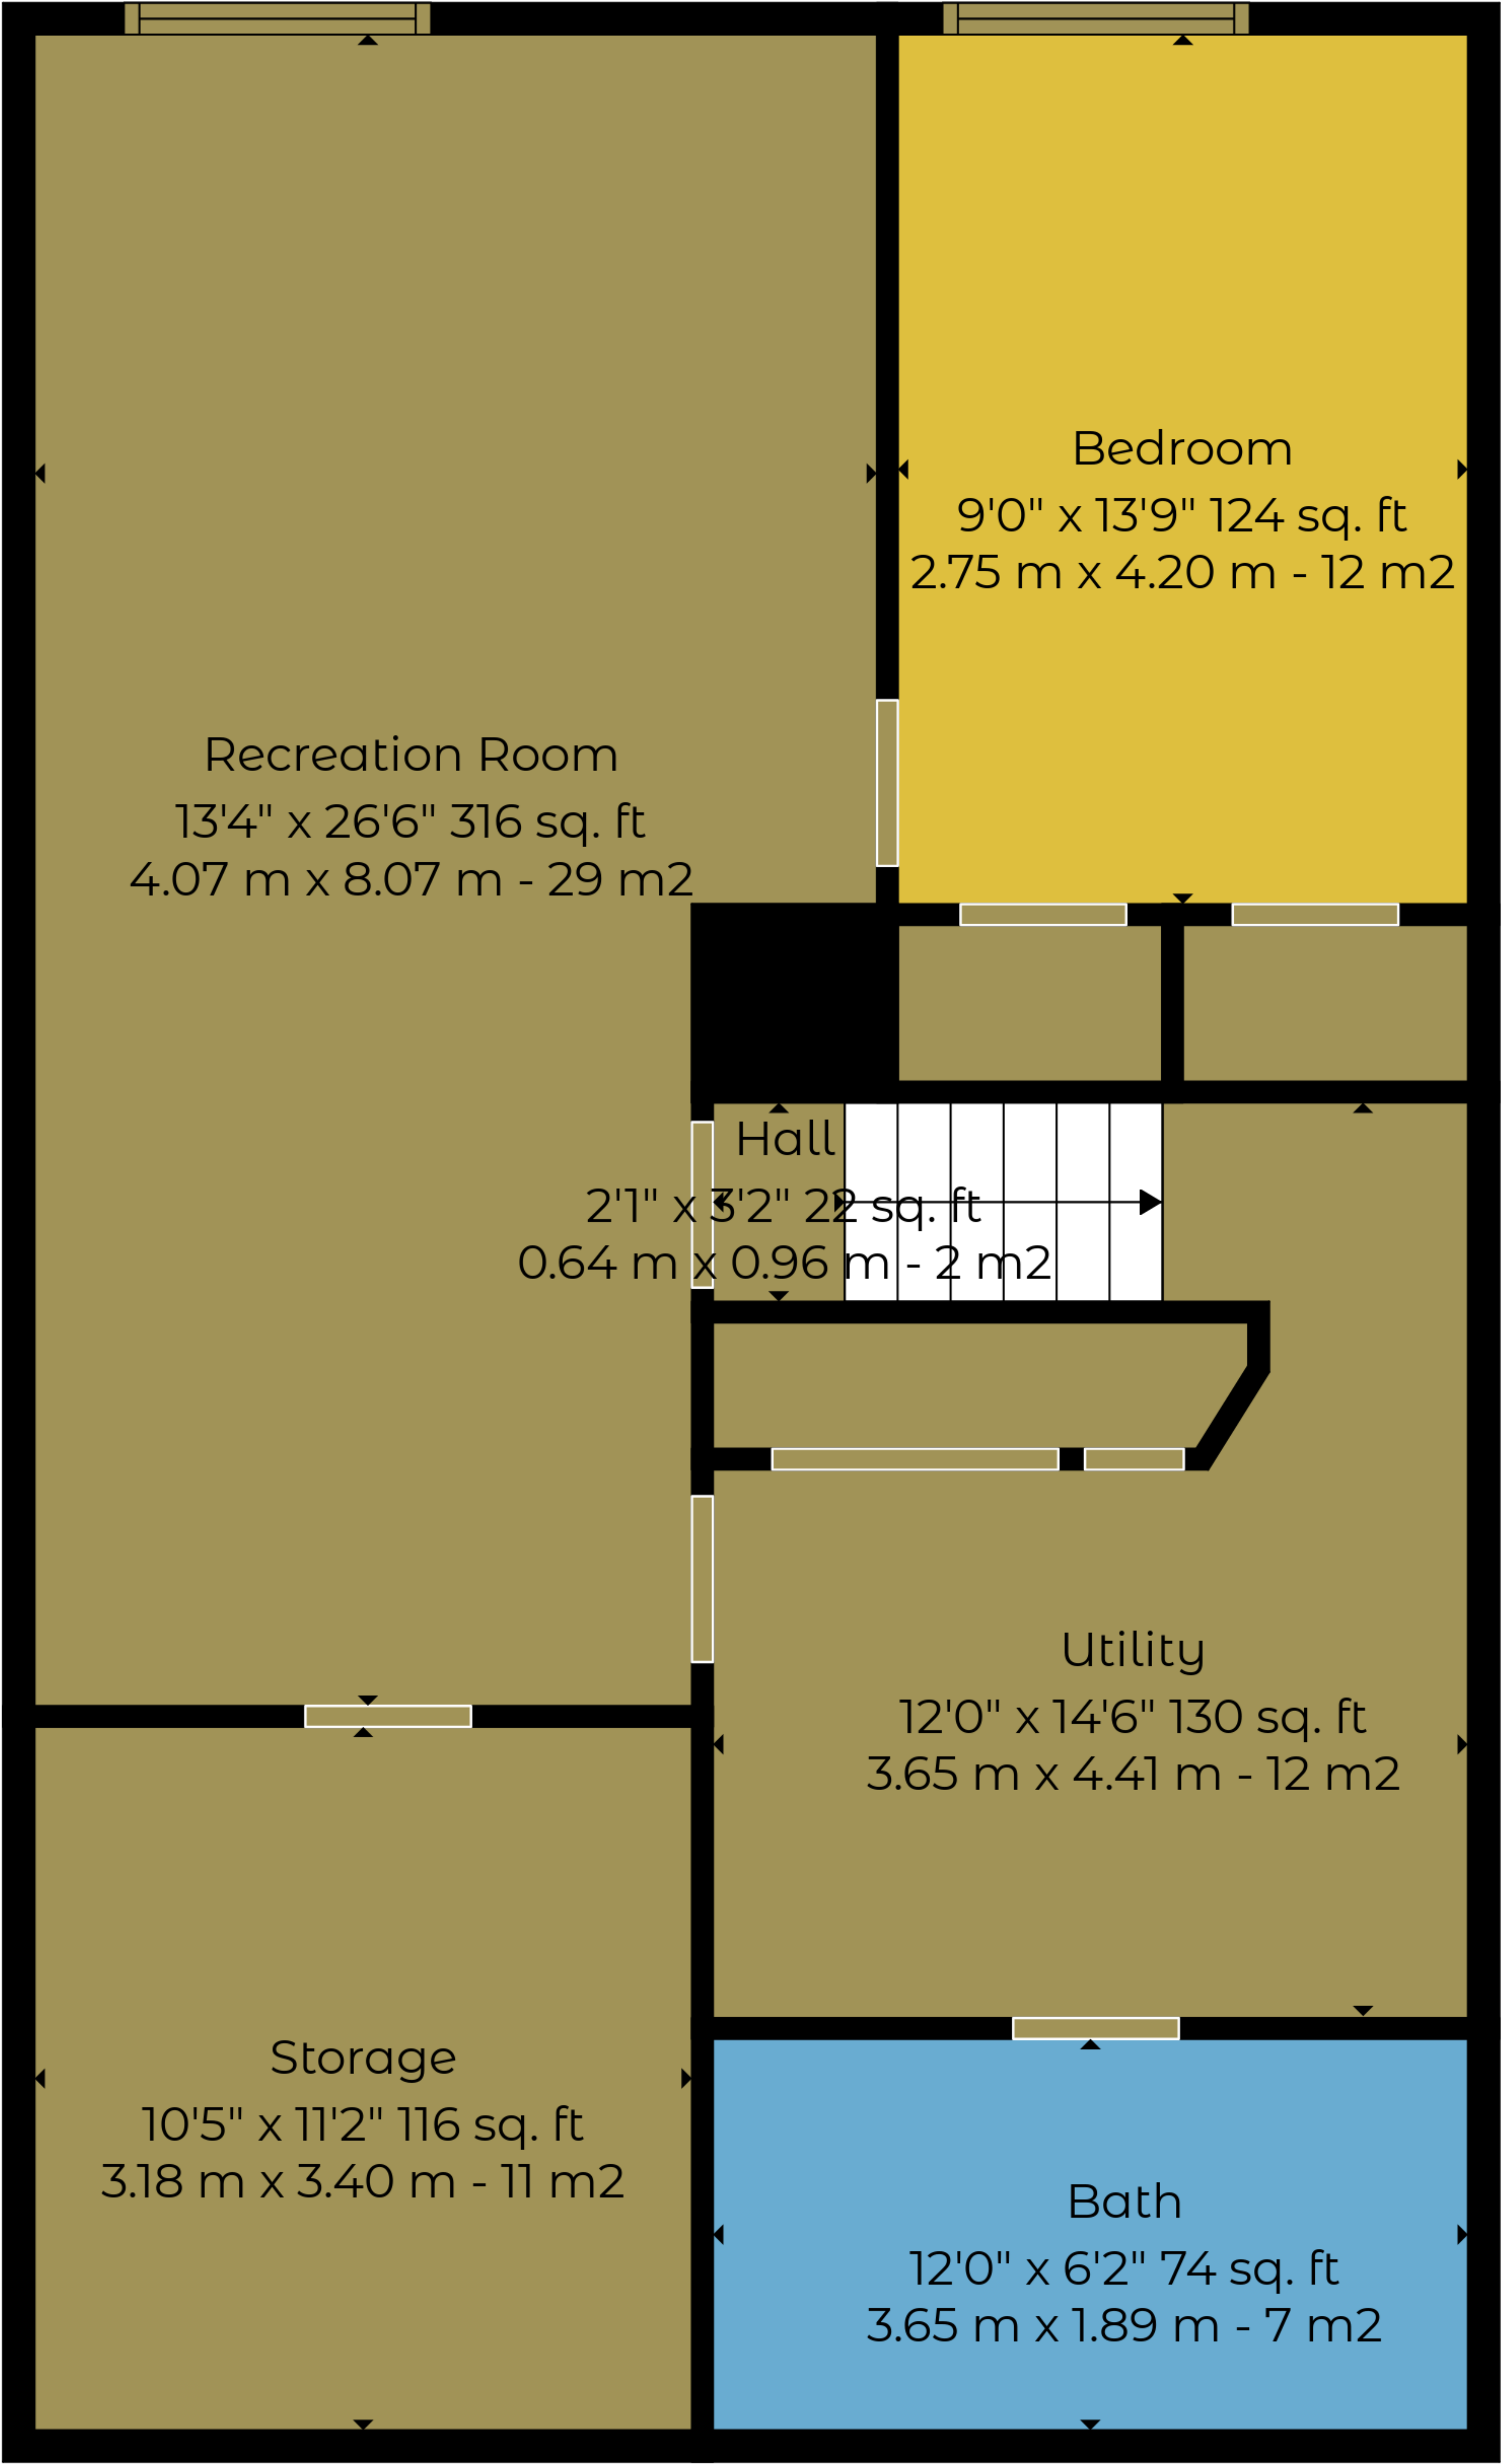 Bedroom
9'0" x 13'9" 124 sq. ft
2.75 m x 4.20 m - 12 m2
Recreation Room
13'4" x 26'6" 316 sq. ft
4.07 m x 8.07 m - 29 m2
Hall
2'1" x 3'2" 22 sq. ft
0.64 m x 0.96 m - 2 m2
Utility
12'0" x 14'6" 130 sq. ft
3.65 m x 4.41 m - 12 m2
Storage
10'5" x 11'2" 116 sq. ft
3.18 m x 3.40 m - 11 m2
Bath
12'0" x 6'2" 74 sq. ft
3.65 m x 1.89 m - 7 m2